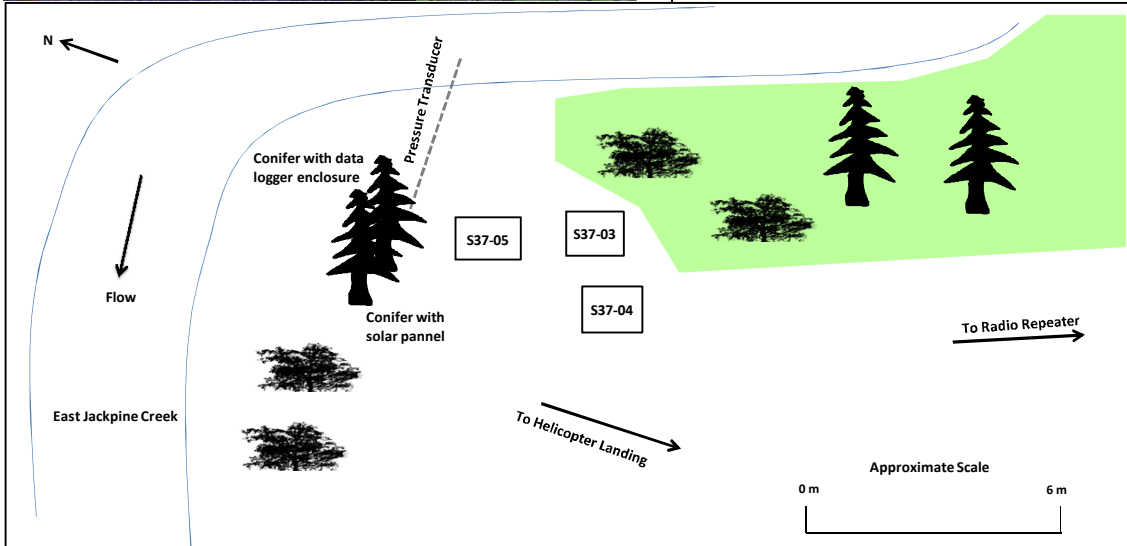 N
Pressure Transducer
Conifer with data
logger enclosure
S37-05
S37-03
S37-04
Flow
Conifer with
solar pannel
To Radio Repeater
East Jackpine Creek
To Helicopter Landing
Approximate Scale
0 m
6 m